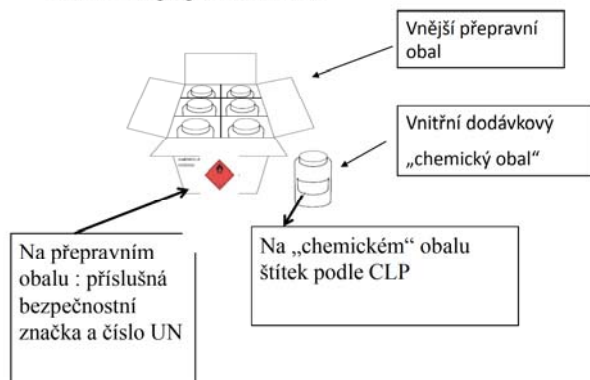 Vnější přepravní
obal
Vnitřní dodávkový
„chemický obal“
Na přepravním
obalu : příslušná
bezpečnostní
značka a číslo UN
Na „chemickém“ obalu
štítek podle CLP